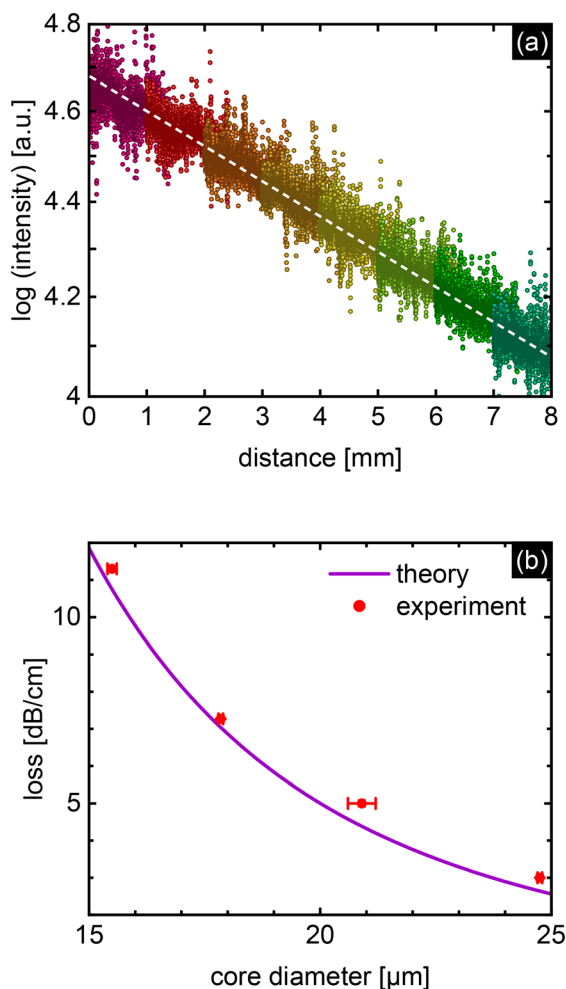 (a)
log (intensity) [a.u.]
4.8
4.6
4.4
4.2
4
0 1 2 3 4 5 6 7 8
distance [mm]
(b)
theory
experiment
loss [dB/cm]
10
5
15 20 25
core diameter [µm]